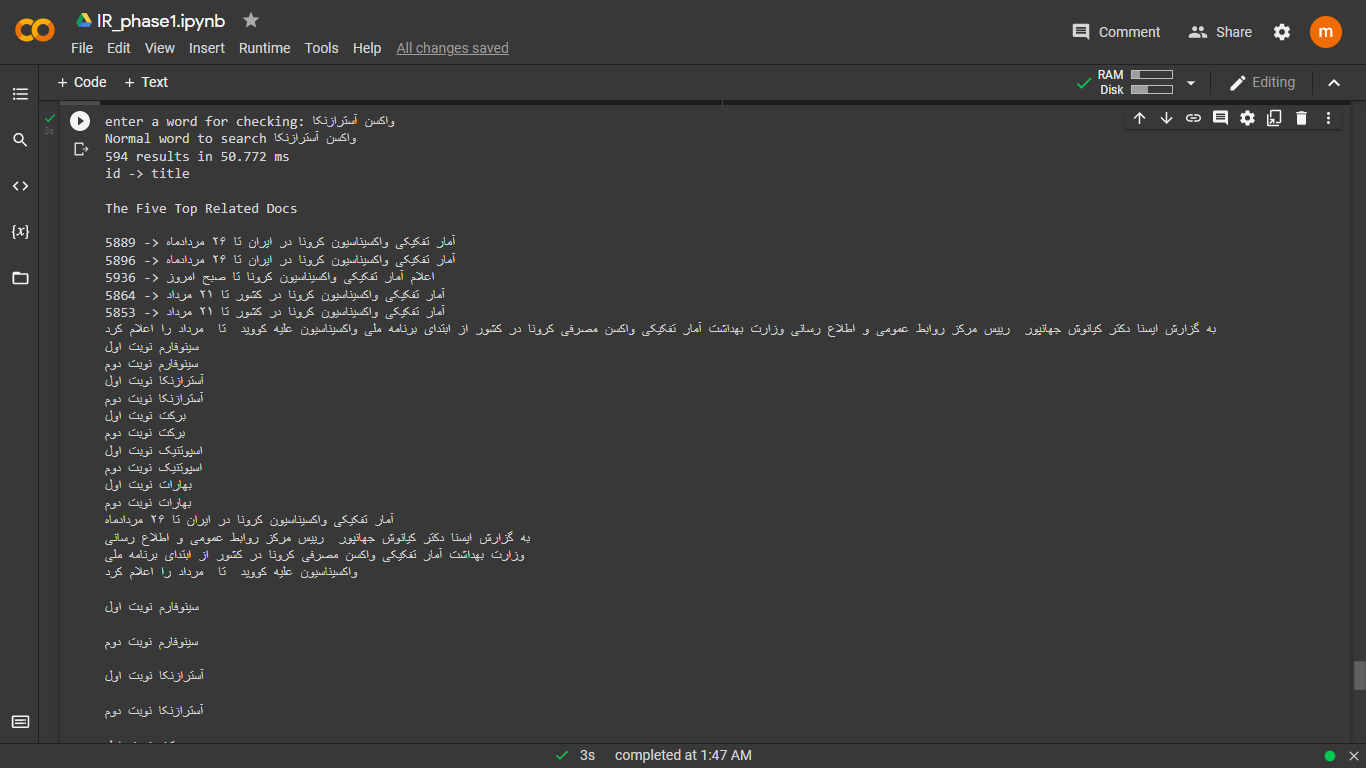 IR_phase1.ipynb
File Edit View Insert Runtime Tools Help All changes saved
Comment Share m
+ Code + Text
RAM
Disk
Editing
3s
enter a word for checking: واکسن آسترازنکا
Normal word to search واکسن آسترازنکا
594 results in 50.772 ms
id -> title
The Five Top Related Docs
5889 -> آمار تفکیکی واکسیناسیون کرونا در ایران تا ۲۶ مردادماه
5896 -> آمار تفکیکی واکسیناسیون کرونا در ایران تا ۲۶ مردادماه
5936 -> اعلام آمار تفکیکی واکسیناسیون کرونا تا صبح امروز
5864 -> آمار تفکیکی واکسیناسیون کرونا در کشور تا ۲۱ مرداد
5853 -> آمار تفکیکی واکسیناسیون کرونا در کشور تا ۲۱ مرداد
به گزارش ایسنا دکتر کیانوش جهانپور رییس مرکز روابط عمومی و اطلاع رسانی وزارت بهداشت آمار تفکیکی واکسن مصرفی کرونا در کشور از ابتدای برنامه ملی واکسیناسیون علیه کووید تا مرداد را اعلام کرد
سینوفارم نوبت اول
سینوفارم نوبت دوم
آسترازنکا نوبت اول
آسترازنکا نوبت دوم
برکت نوبت اول
برکت نوبت دوم
اسپوتنیک نوبت اول
اسپوتنیک نوبت دوم
بهارات نوبت اول
بهارات نوبت دوم
آمار تفکیکی واکسیناسیون کرونا در ایران تا ۲۶ مردادماه
به گزارش ایسنا دکتر کیانوش جهانپور رییس مرکز روابط عمومی و اطلاع رسانی
وزارت بهداشت آمار تفکیکی واکسن مصرفی کرونا در کشور از ابتدای برنامه ملی
واکسیناسیون علیه کووید تا مرداد را اعلام کرد
سینوفارم نوبت اول
سینوفارم نوبت دوم
آسترازنکا نوبت اول
آسترازنکا نوبت دوم
3s completed at 1:47 AM